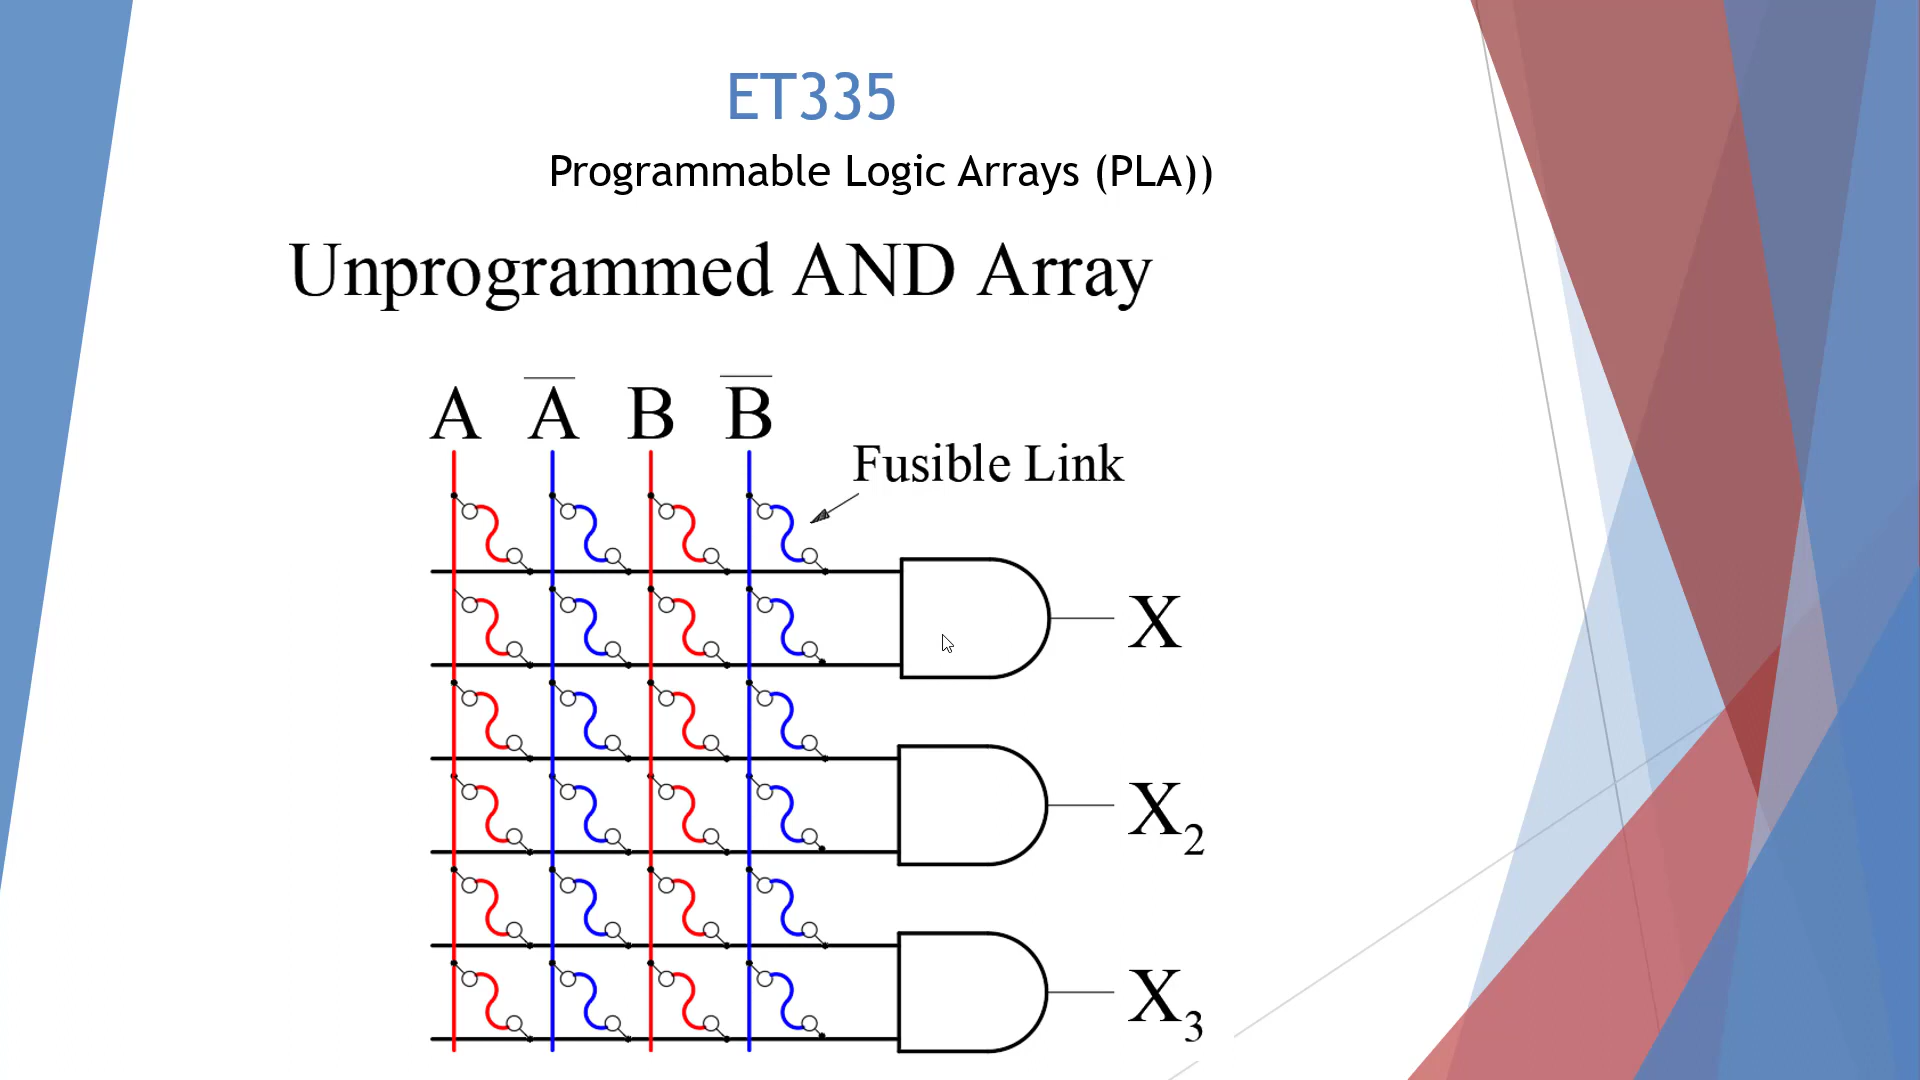 ET335
Programmable Logic Arrays (PLA))
Unprogrammed AND Array
A A̅ B B̅
Fusible Link
X
X₂
X₃